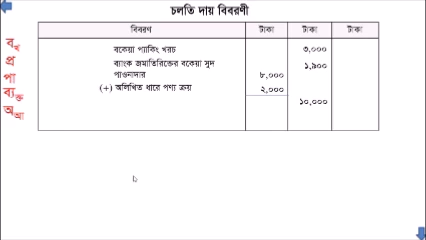 চলতি দায় বিবরণী
বিবরণ টাকা টাকা টাকা
বকেয়া প্যাকিং খরচ ৩,০০০
ব্যাংক জমাতিরিক্তের বকেয়া সুদ ১,৯০০
পাওনাদার ৮,০০০
(+) অলিখিত ধারে পণ্য ক্রয় ২,০০০
১০,০০০
ব
প্র
পা
ব্য
অ